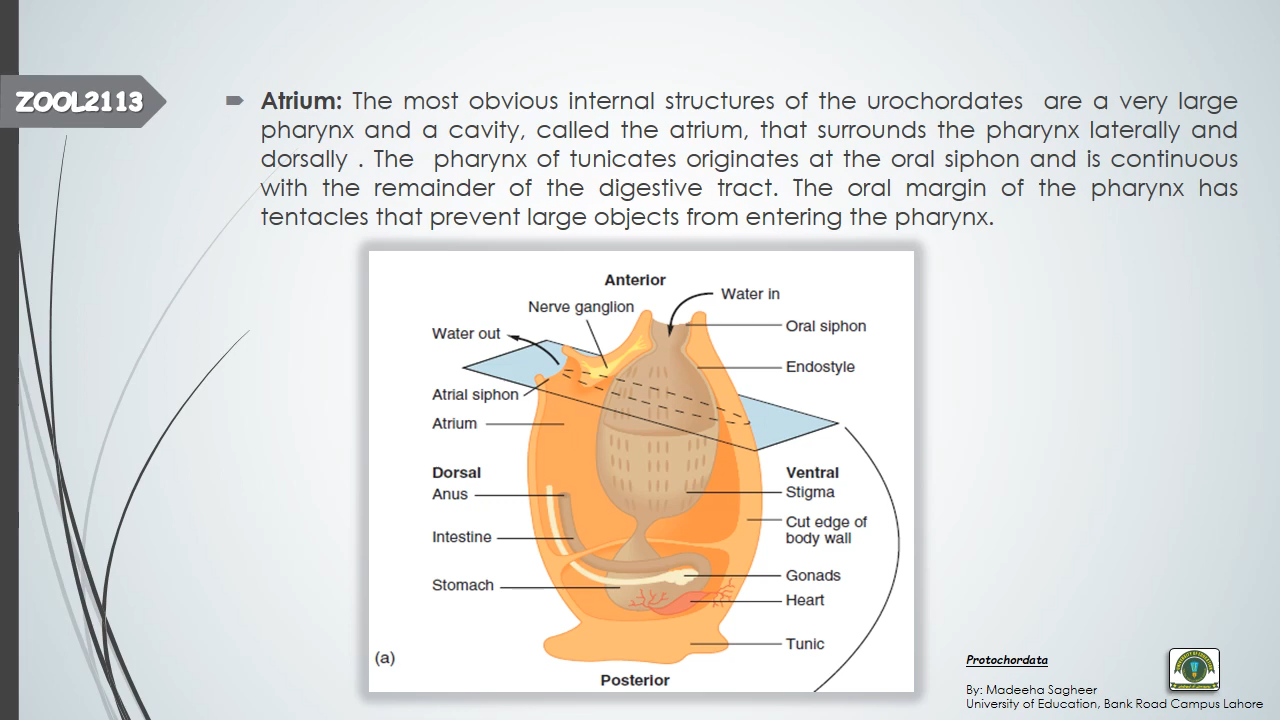 ZOOL2113
Atrium: The most obvious internal structures of the urochordates are a very large
pharynx and a cavity, called the atrium, that surrounds the pharynx laterally and
dorsally . The pharynx of tunicates originates at the oral siphon and is continuous
with the remainder of the digestive tract. The oral margin of the pharynx has
tentacles that prevent large objects from entering the pharynx.
Anterior
Water in
Nerve ganglion
Oral siphon
Water out
Endostyle
Atrial siphon
Atrium
Dorsal
Ventral
Anus
Stigma
Cut edge of
body wall
Intestine
Gonads
Stomach
Heart
Tunic
(a)
Posterior
Protochordata
By: Madeeha Sagheer
University of Education, Bank Road Campus Lahore